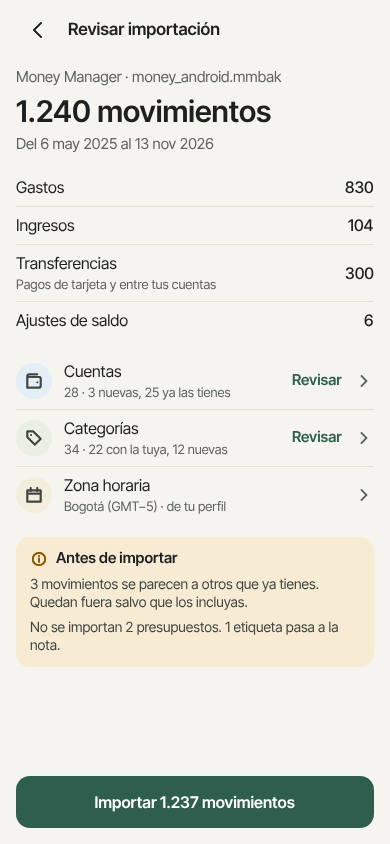 Revisar importación
Money Manager · money_android.mmbak
1.240 movimientos
Del 6 may 2025 al 13 nov 2026
Gastos 830
Ingresos 104
Transferencias 300
Pagos de tarjeta y entre tus cuentas
Ajustes de saldo 6
Cuentas Revisar
28 · 3 nuevas, 25 ya las tienes
Categorías Revisar
34 · 22 con la tuya, 12 nuevas
Zona horaria
Bogotá (GMT−5) · de tu perfil
Antes de importar
3 movimientos se parecen a otros que ya tienes.
Quedan fuera salvo que los incluyas.
No se importan 2 presupuestos. 1 etiqueta pasa a la
nota.
Importar 1.237 movimientos